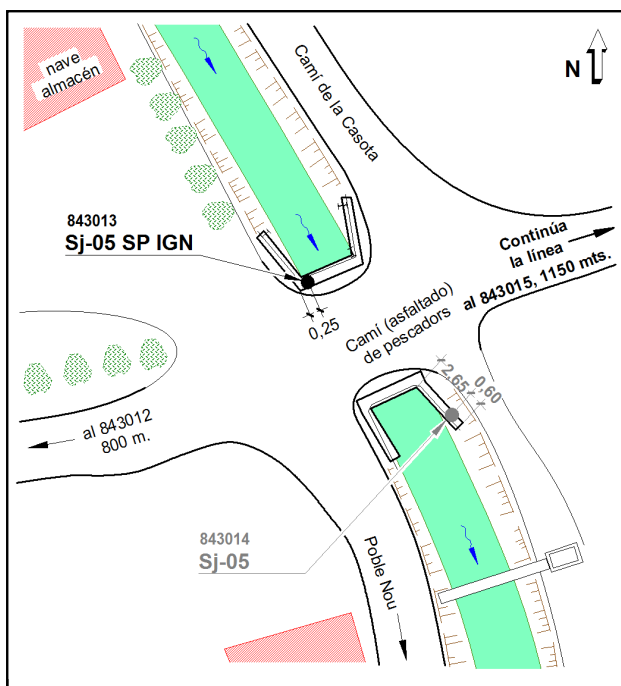 nave
almacén
N
Camí de la Casota
843013
Sj-05 SP IGN
Continúa
la línea
al 843015, 1150 mts.
0,25
Camí (asfaltado)
de pescadors
0,60
2,65
al 843012
800 m.
843014
Sj-05
Poble Nou